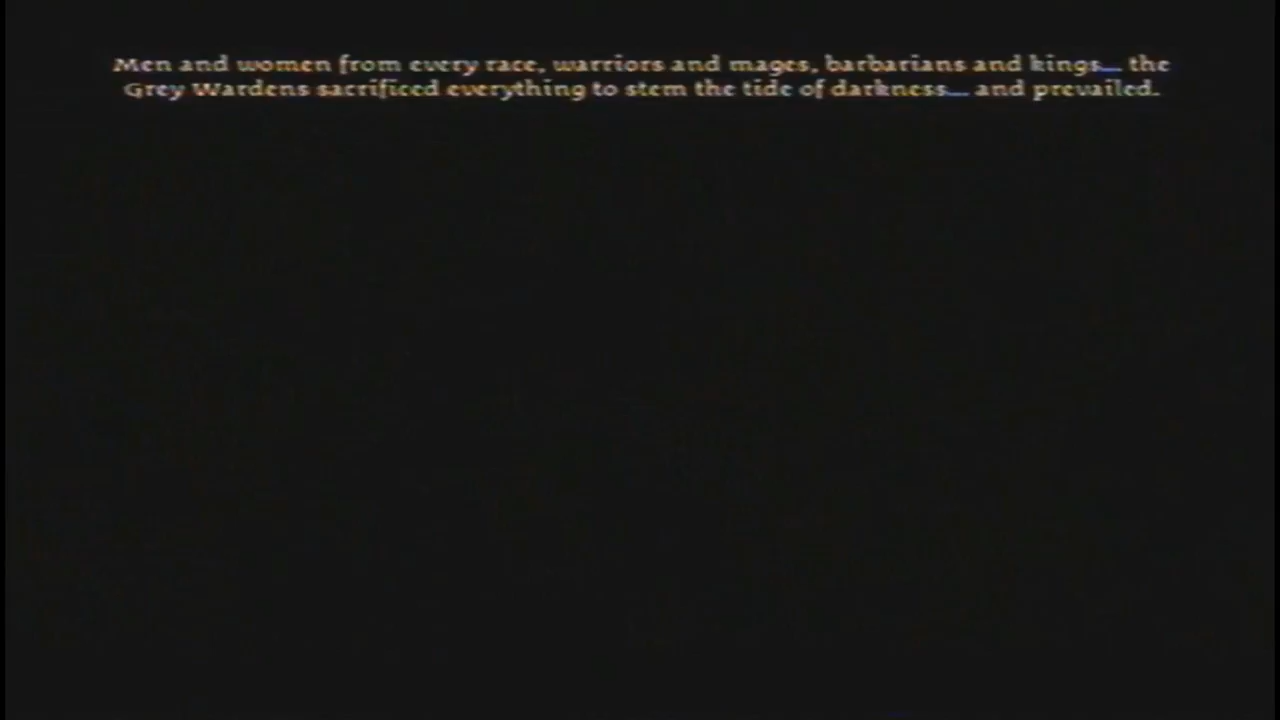 Men and women from every race, warriors and mages, barbarians and kings... the
Grey Wardens sacrificed everything to stem the tide of darkness... and prevailed.